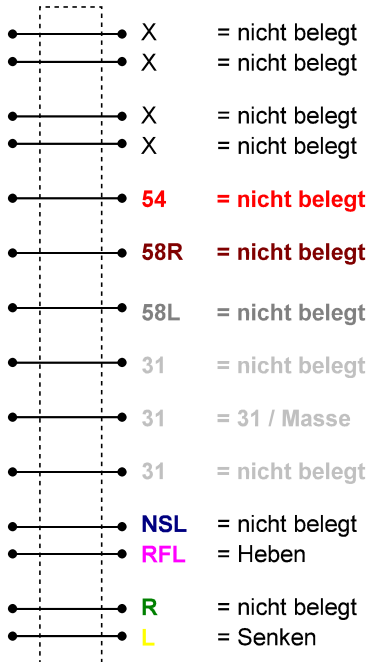 X = nicht belegt
X = nicht belegt
X = nicht belegt
X = nicht belegt
54 = nicht belegt
58R = nicht belegt
58L = nicht belegt
31 = nicht belegt
31 = 31 / Masse
31 = nicht belegt
NSL = nicht belegt
RFL = Heben
R = nicht belegt
L = Senken